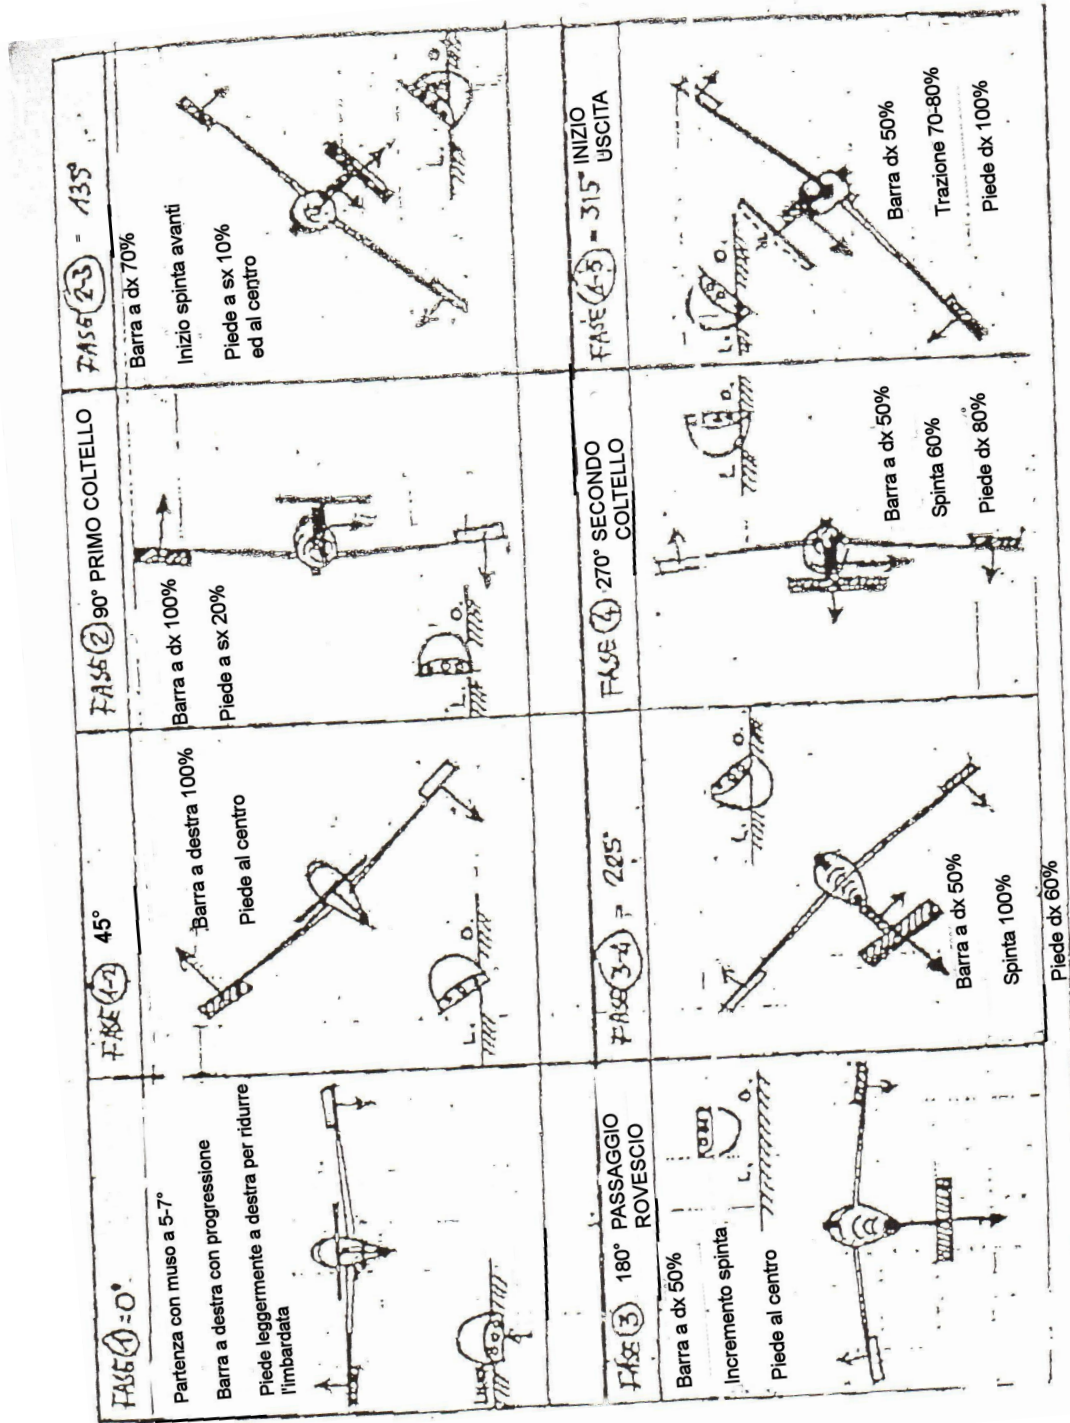 FASE 1 = 0°
Partenza con muso a 5-7°
Barra a destra con progressione
Piede leggermente a destra per ridurre
l'imbardata
FASE 1-2 45°
Barra a destra 100%
Piede al centro
L. O.
FASE 2 90° PRIMO COLTELLO
Barra a dx 100%
Piede a sx 20%
L. O.
FASE 2-3 = 135°
Barra a dx 70%
Inizio spinta avanti
Piede a sx 10%
ed al centro
L. O.
FASE 3 180° PASSAGGIO
ROVESCIO
Barra a dx 50%
Incremento spinta
Piede al centro
L. O.
FASE 3-4 = 225°
L. O.
Barra a dx 50%
Spinta 100%
Piede dx 60%
FASE 4 270° SECONDO
COLTELLO
L. O.
Barra a dx 50%
Spinta 60%
Piede dx 80%
FASE 4-5 = 315° INIZIO
USCITA
L. O.
Barra dx 50%
Trazione 70-80%
Piede dx 100%